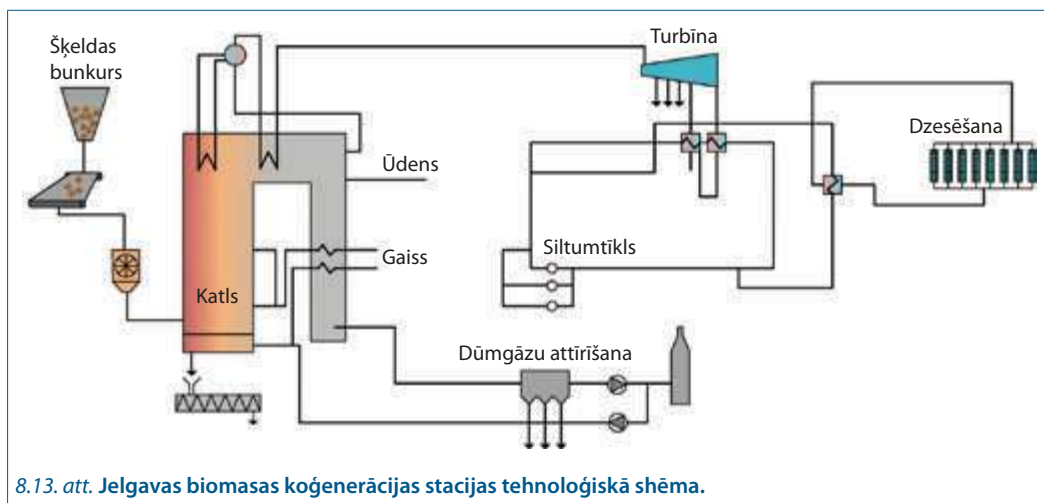 Šķeldas
bunkurs
Turbīna
Dzesēšana
Ūdens
Gaiss
Siltumtīkls
Katls
Dūmgāzu attīrīšana
8.13. att. Jelgavas biomasas koģenerācijas stacijas tehnoloģiskā shēma.